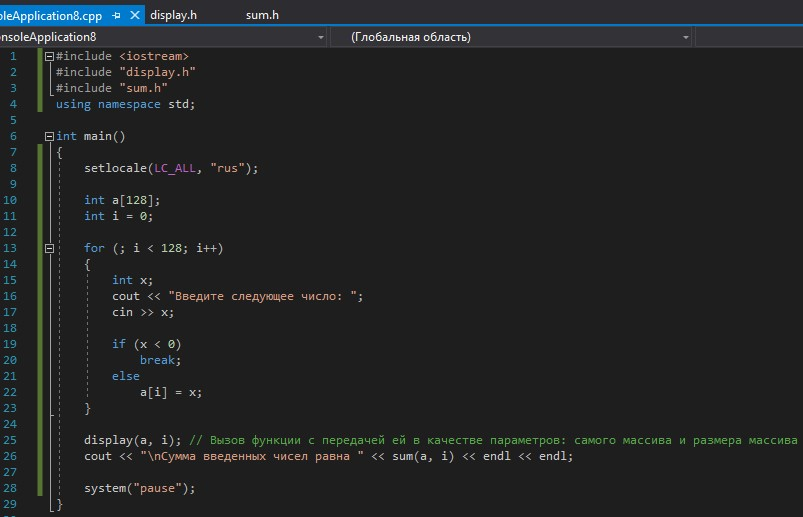 oleApplication8.cpp display.h sum.h
onsoleApplication8 (Глобальная область)
1 #include <iostream>
2 #include "display.h"
3 #include "sum.h"
4 using namespace std;
5
6 int main()
7 {
8 setlocale(LC_ALL, "rus");
9
10 int a[128];
11 int i = 0;
12
13 for (; i < 128; i++)
14 {
15 int x;
16 cout << "Введите следующее число: ";
17 cin >> x;
18
19 if (x < 0)
20 break;
21 else
22 a[i] = x;
23 }
24
25 display(a, i); // Вызов функции с передачей ей в качестве параметров: самого массива и размера массива
26 cout << "\nСумма введенных чисел равна " << sum(a, i) << endl << endl;
27
28 system("pause");
29 }